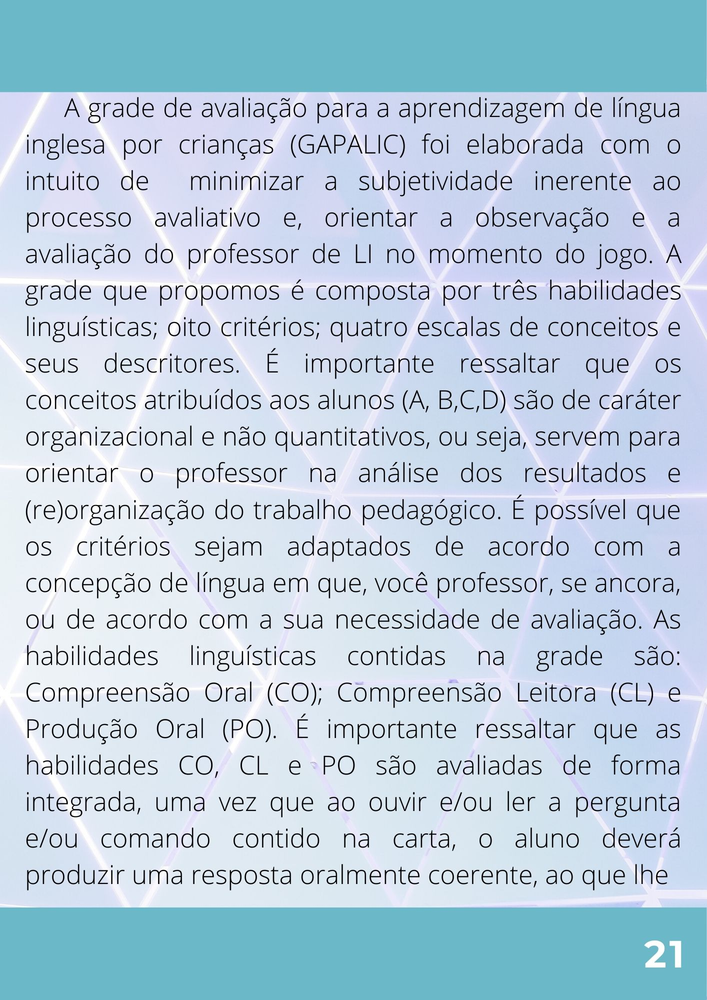 A grade de avaliação para a aprendizagem de língua
inglesa por crianças (GAPALIC) foi elaborada com o
intuito de minimizar a subjetividade inerente ao
processo avaliativo e, orientar a observação e a
avaliação do professor de LI no momento do jogo. A
grade que propomos é composta por três habilidades
linguísticas; oito critérios; quatro escalas de conceitos e
seus descritores. É importante ressaltar que os
conceitos atribuídos aos alunos (A, B,C,D) são de caráter
organizacional e não quantitativos, ou seja, servem para
orientar o professor na análise dos resultados e
(re)organização do trabalho pedagógico. É possível que
os critérios sejam adaptados de acordo com a
concepção de língua em que, você professor, se ancora,
ou de acordo com a sua necessidade de avaliação. As
habilidades linguísticas contidas na grade são:
Compreensão Oral (CO); Compreensão Leitora (CL) e
Produção Oral (PO). É importante ressaltar que as
habilidades CO, CL e PO são avaliadas de forma
integrada, uma vez que ao ouvir e/ou ler a pergunta
e/ou comando contido na carta, o aluno deverá
produzir uma resposta oralmente coerente, ao que lhe
21